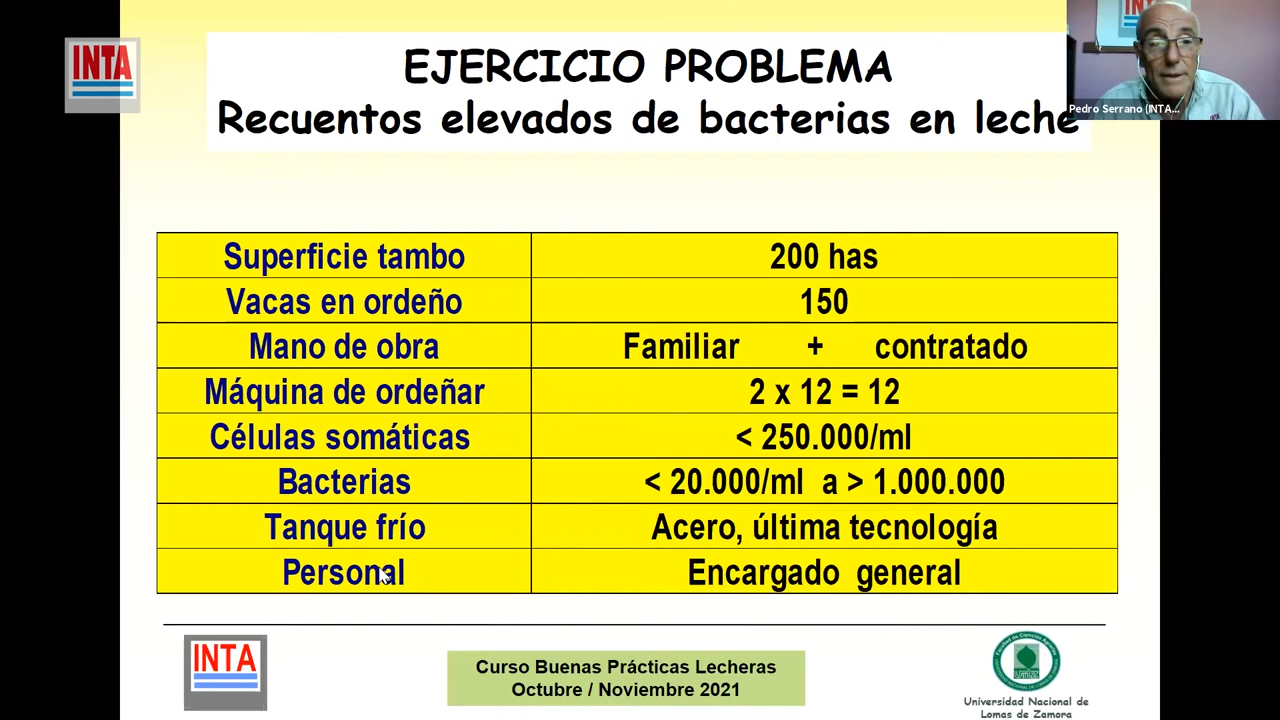 INTA
EJERCICIO PROBLEMA
Recuentos elevados de bacterias en leche
Pedro Serrano (INTA...
Superficie tambo 200 has
Vacas en ordeño 150
Mano de obra Familiar + contratado
Máquina de ordeñar 2 x 12 = 12
Células somáticas < 250.000/ml
Bacterias < 20.000/ml a > 1.000.000
Tanque frío Acero, última tecnología
Personal Encargado general
INTA
Curso Buenas Prácticas Lecheras
Octubre / Noviembre 2021
Universidad Nacional de
Lomas de Zamora